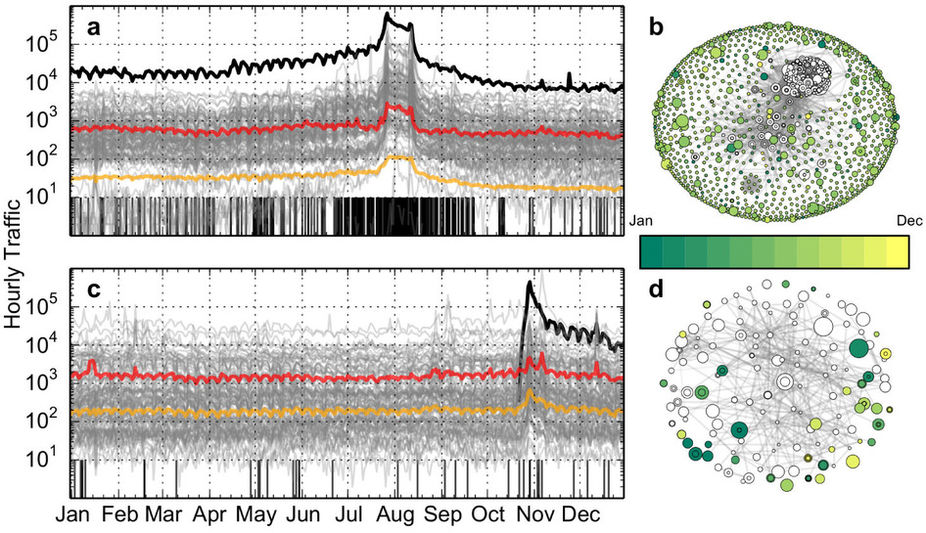 a
b
10^5
10^4
10^3
10^2
10^1
Jan
Dec
Hourly Traffic
c
d
10^5
10^4
10^3
10^2
10^1
Jan Feb Mar Apr May Jun Jul Aug Sep Oct Nov Dec